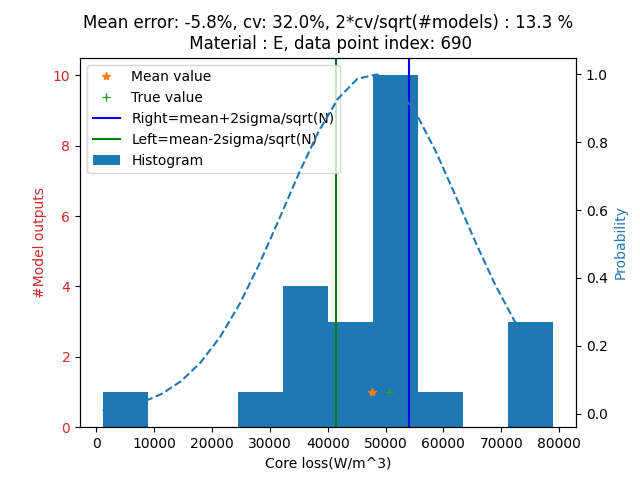 Mean error: -5.8%, cv: 32.0%, 2*cv/sqrt(#models) : 13.3 %
Material : E, data point index: 690
Mean value
True value
Right=mean+2sigma/sqrt(N)
Left=mean-2sigma/sqrt(N)
Histogram
#Model outputs
10
8
6
4
2
0
1.0
0.8
0.6
0.4
0.2
0.0
Probability
0 10000 20000 30000 40000 50000 60000 70000 80000
Core loss(W/m^3)